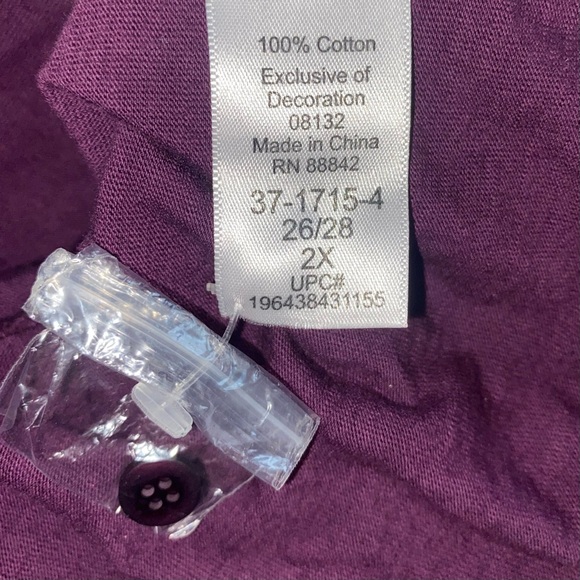 100% Cotton
Exclusive of
Decoration
08132
Made in China
RN 88842
37-1715-4
26/28
2X
UPC#
196438431155